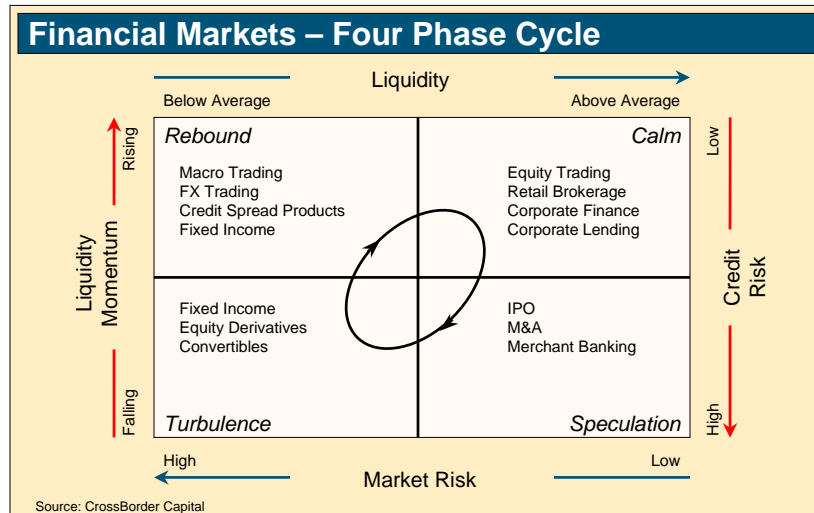 Financial Markets – Four Phase Cycle
Liquidity
Below Average
Above Average
Rebound
Calm
Rising
Low
Macro Trading
FX Trading
Credit Spread Products
Fixed Income
Equity Trading
Retail Brokerage
Corporate Finance
Corporate Lending
Liquidity
Momentum
Credit
Risk
Fixed Income
Equity Derivatives
Convertibles
IPO
M&A
Merchant Banking
Falling
High
Turbulence
Speculation
High
Low
Market Risk
Source: CrossBorder Capital